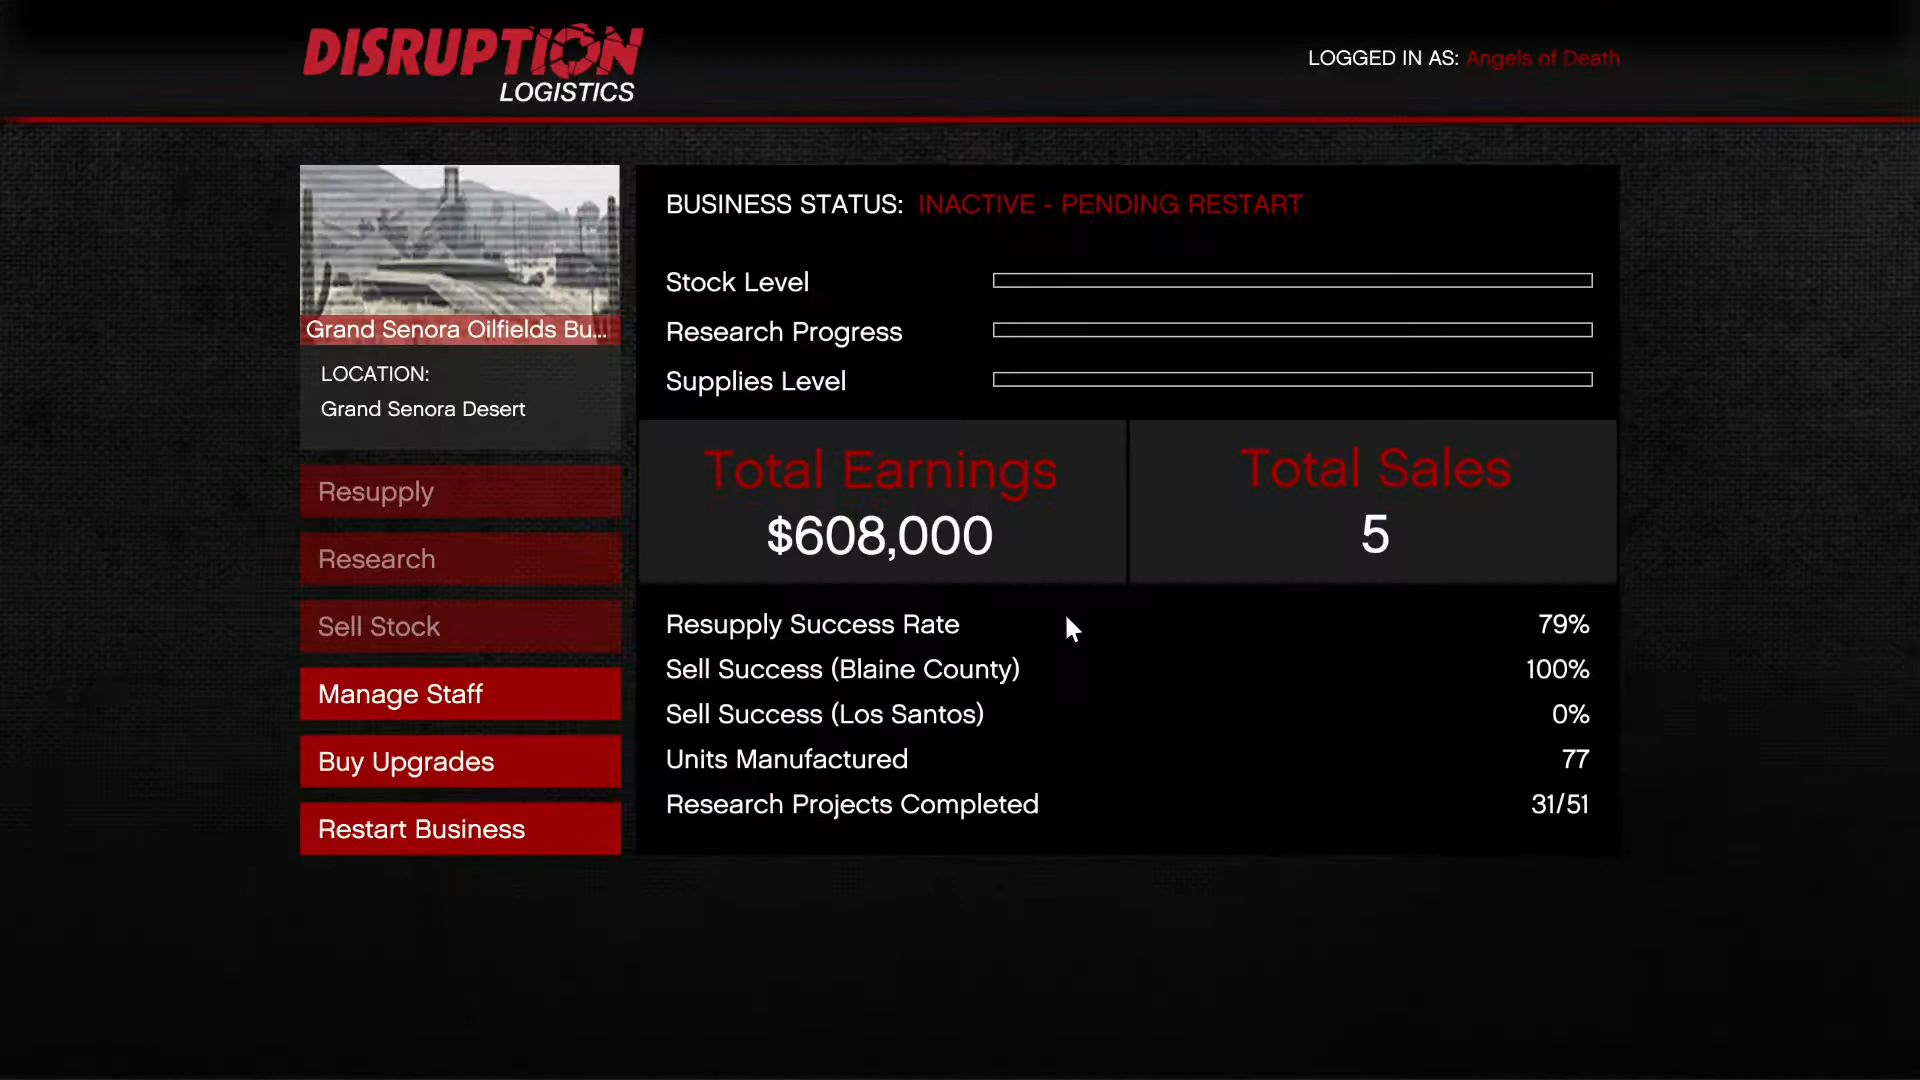 DISRUPTION
LOGISTICS
LOGGED IN AS: Angels of Death
Grand Senora Oilfields Bu...
LOCATION:
Grand Senora Desert
Resupply
Research
Sell Stock
Manage Staff
Buy Upgrades
Restart Business
BUSINESS STATUS: INACTIVE - PENDING RESTART
Stock Level
Research Progress
Supplies Level
Total Earnings
$608,000
Total Sales
5
Resupply Success Rate 79%
Sell Success (Blaine County) 100%
Sell Success (Los Santos) 0%
Units Manufactured 77
Research Projects Completed 31/51